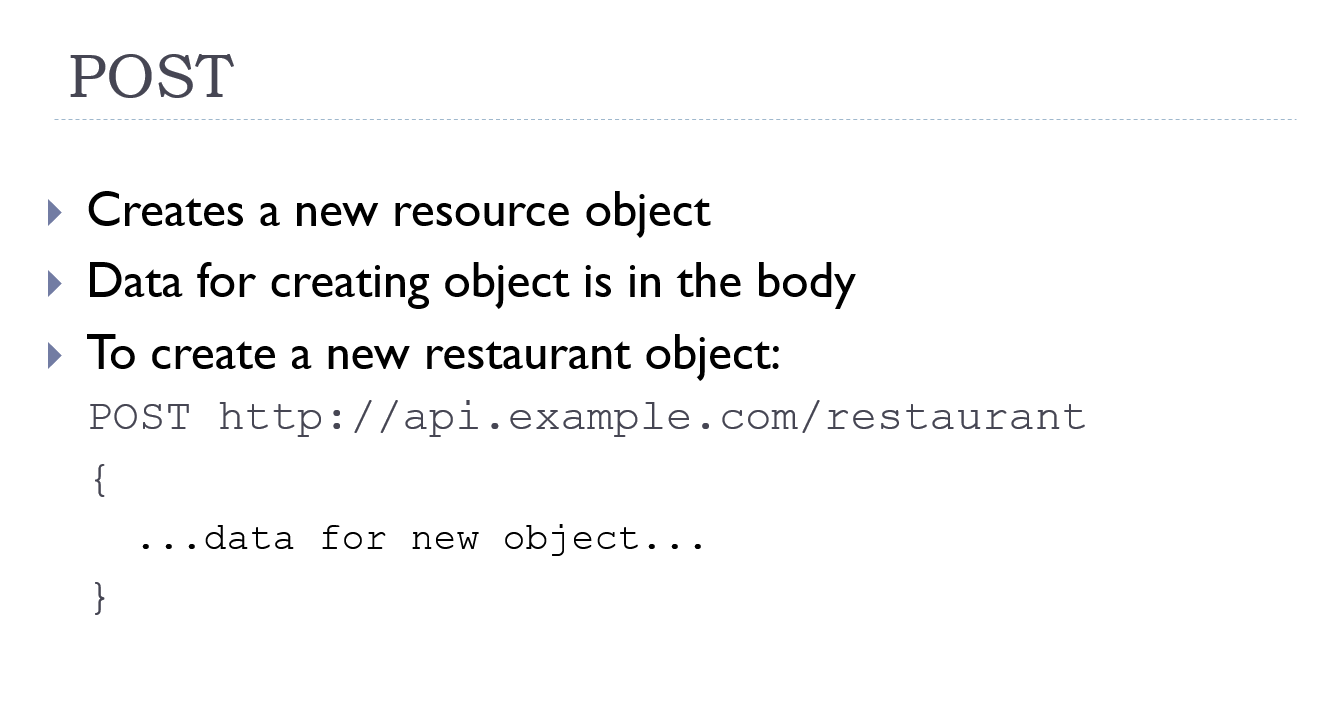 POST
Creates a new resource object
Data for creating object is in the body
To create a new restaurant object:
POST http://api.example.com/restaurant
{
...data for new object...
}